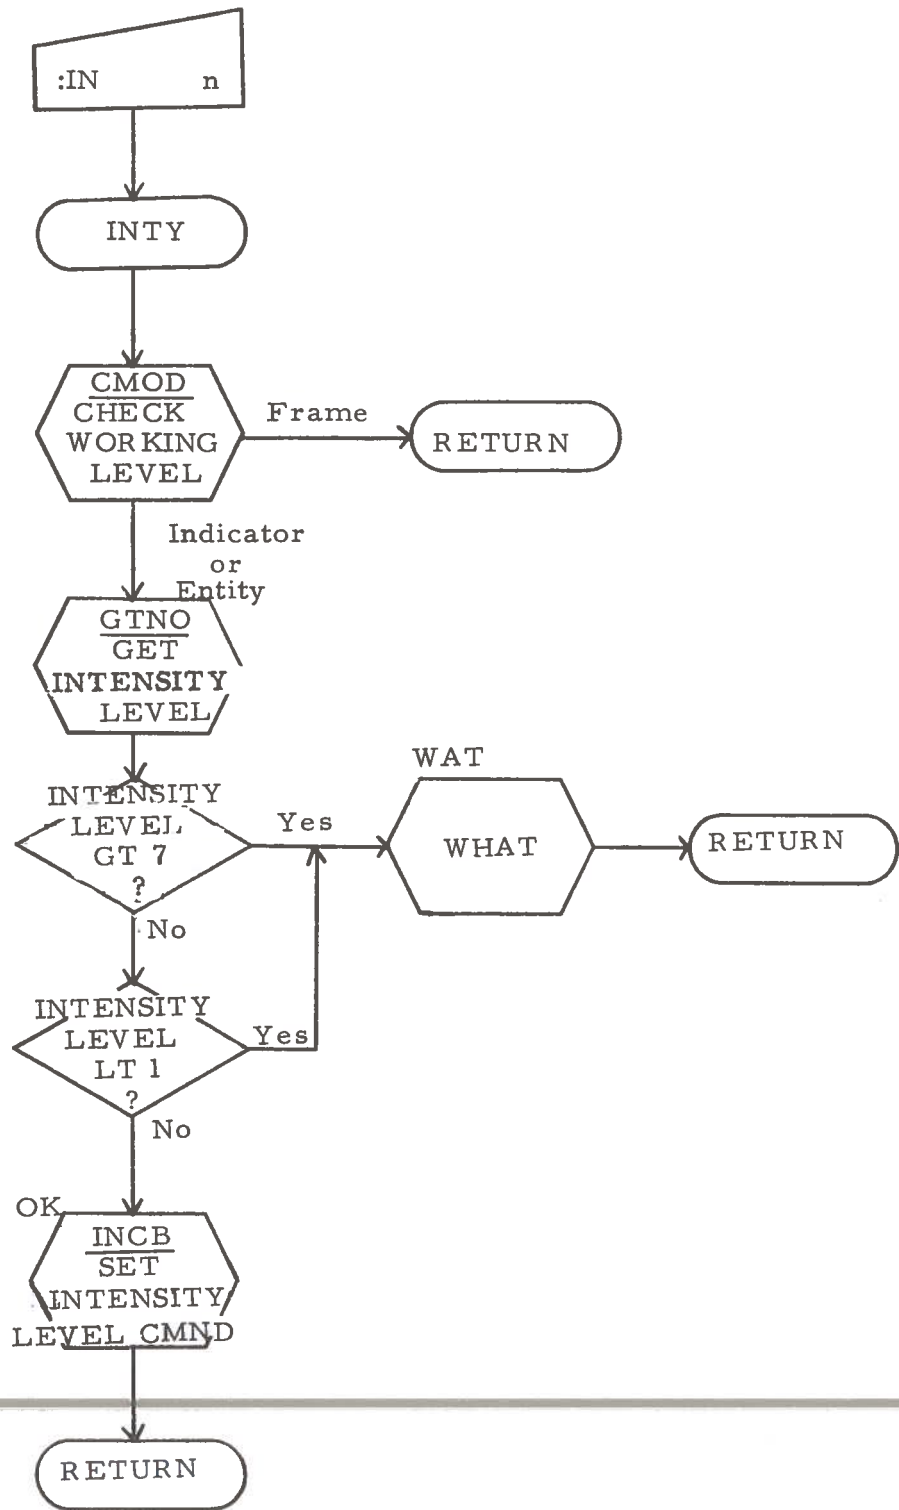 :IN n
INTY
CMOD
CHECK
WORKING
LEVEL
Frame
RETURN
Indicator
or
Entity
GTNO
GET
INTENSITY
LEVEL
INTENSITY
LEVEL
GT 7
?
Yes
WAT
WHAT
RETURN
No
INTENSITY
LEVEL
LT 1
?
Yes
No
OK
INCB
SET
INTENSITY
LEVEL CMND
RETURN